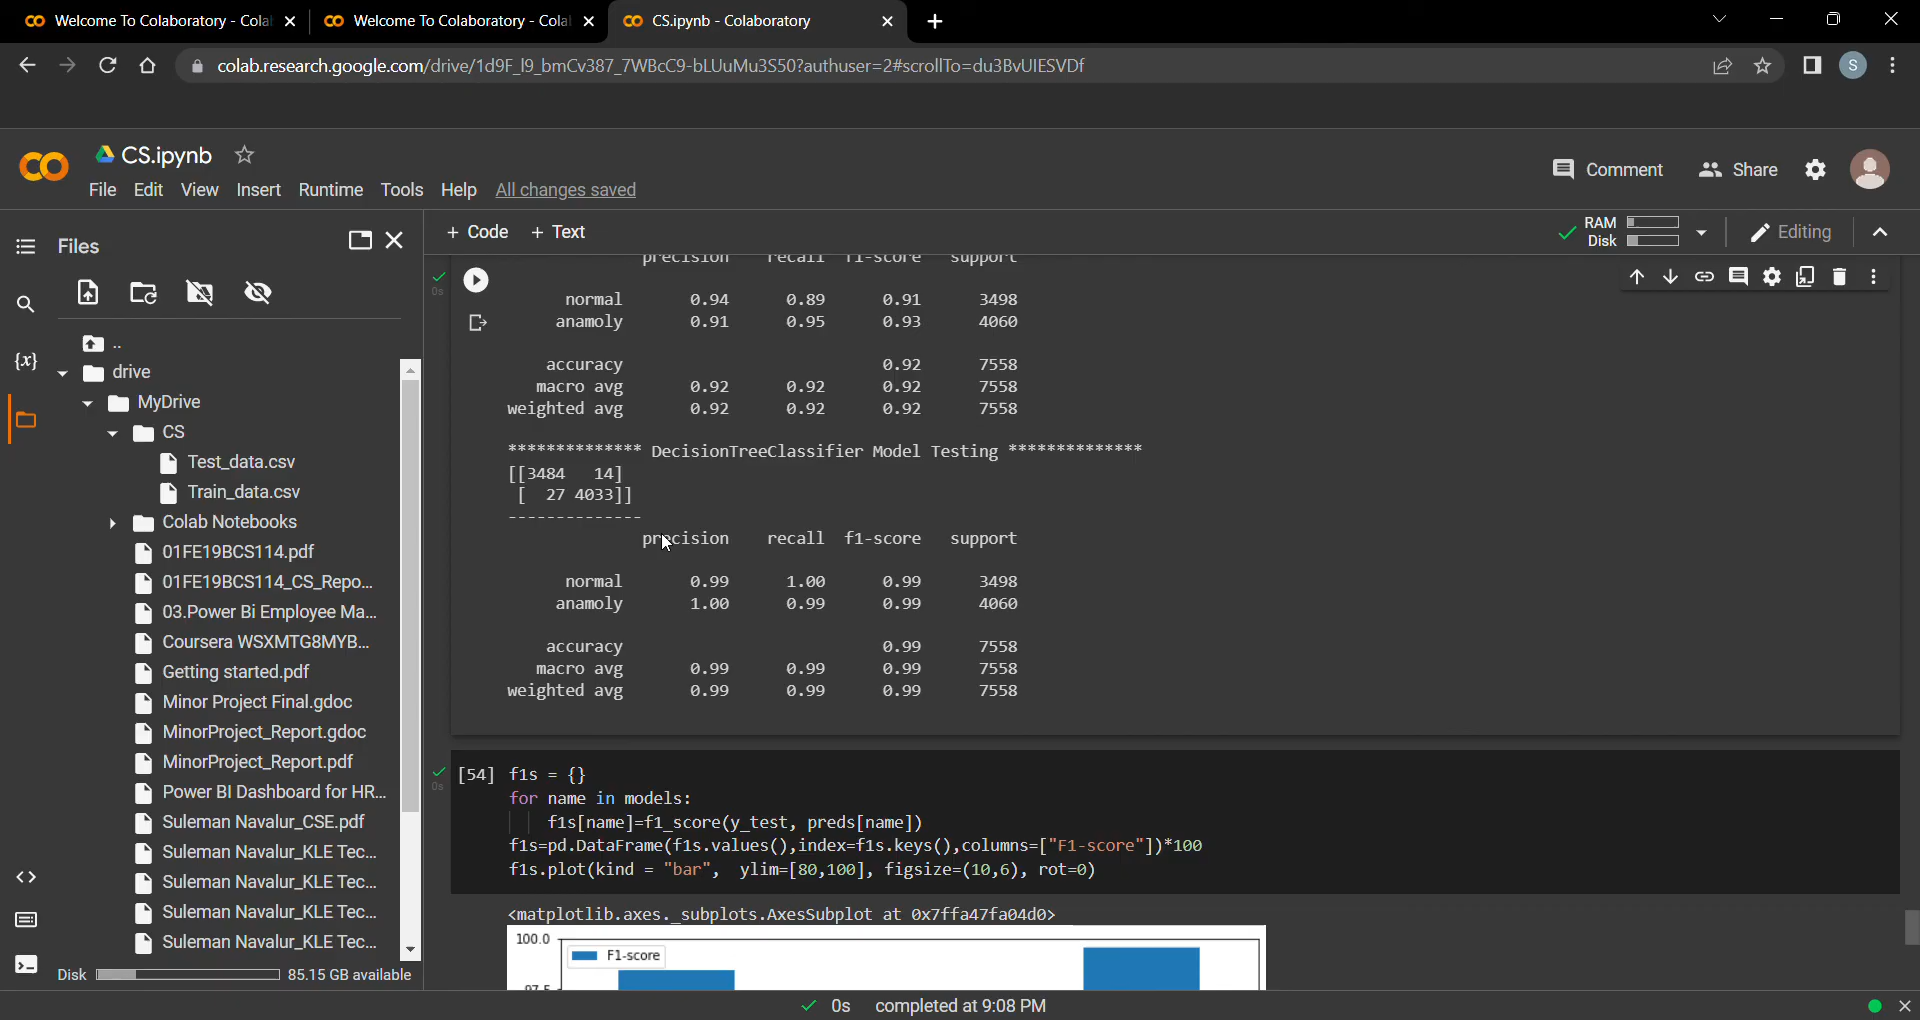 Welcome To Colaboratory - Cola
Welcome To Colaboratory - Cola
CS.ipynb - Colaboratory
colab.research.google.com/drive/1d9F_l9_bmCv387_7WBcC9-bLUuMu3S50?authuser=2#scrollTo=du3BvUIESVDf
S
CS.ipynb
File Edit View Insert Runtime Tools Help All changes saved
Comment Share
Files
+ Code + Text
RAM
Disk
Editing
..
drive
MyDrive
CS
Test_data.csv
Train_data.csv
Colab Notebooks
01FE19BCS114.pdf
01FE19BCS114_CS_Repo...
03.Power Bi Employee Ma...
Coursera WSXMTG8MYB...
Getting started.pdf
Minor Project Final.gdoc
MinorProject_Report.gdoc
MinorProject_Report.pdf
Power BI Dashboard for HR...
Suleman Navalur_CSE.pdf
Suleman Navalur_KLE Tec...
Suleman Navalur_KLE Tec...
Suleman Navalur_KLE Tec...
Suleman Navalur_KLE Tec...
Disk 85.15 GB available
0s
precision recall f1-score support
normal 0.94 0.89 0.91 3498
anamoly 0.91 0.95 0.93 4060
accuracy 0.92 7558
macro avg 0.92 0.92 0.92 7558
weighted avg 0.92 0.92 0.92 7558
************** DecisionTreeClassifier Model Testing **************
[[3484 14]
[ 27 4033]]
--------------
precision recall f1-score support
normal 0.99 1.00 0.99 3498
anamoly 1.00 0.99 0.99 4060
accuracy 0.99 7558
macro avg 0.99 0.99 0.99 7558
weighted avg 0.99 0.99 0.99 7558
0s
[54] f1s = {}
for name in models:
f1s[name]=f1_score(y_test, preds[name])
f1s=pd.DataFrame(f1s.values(),index=f1s.keys(),columns=["F1-score"])*100
f1s.plot(kind = "bar", ylim=[80,100], figsize=(10,6), rot=0)
<matplotlib.axes._subplots.AxesSubplot at 0x7ffa47fa04d0>
100.0
F1-score
97.5
0s completed at 9:08 PM